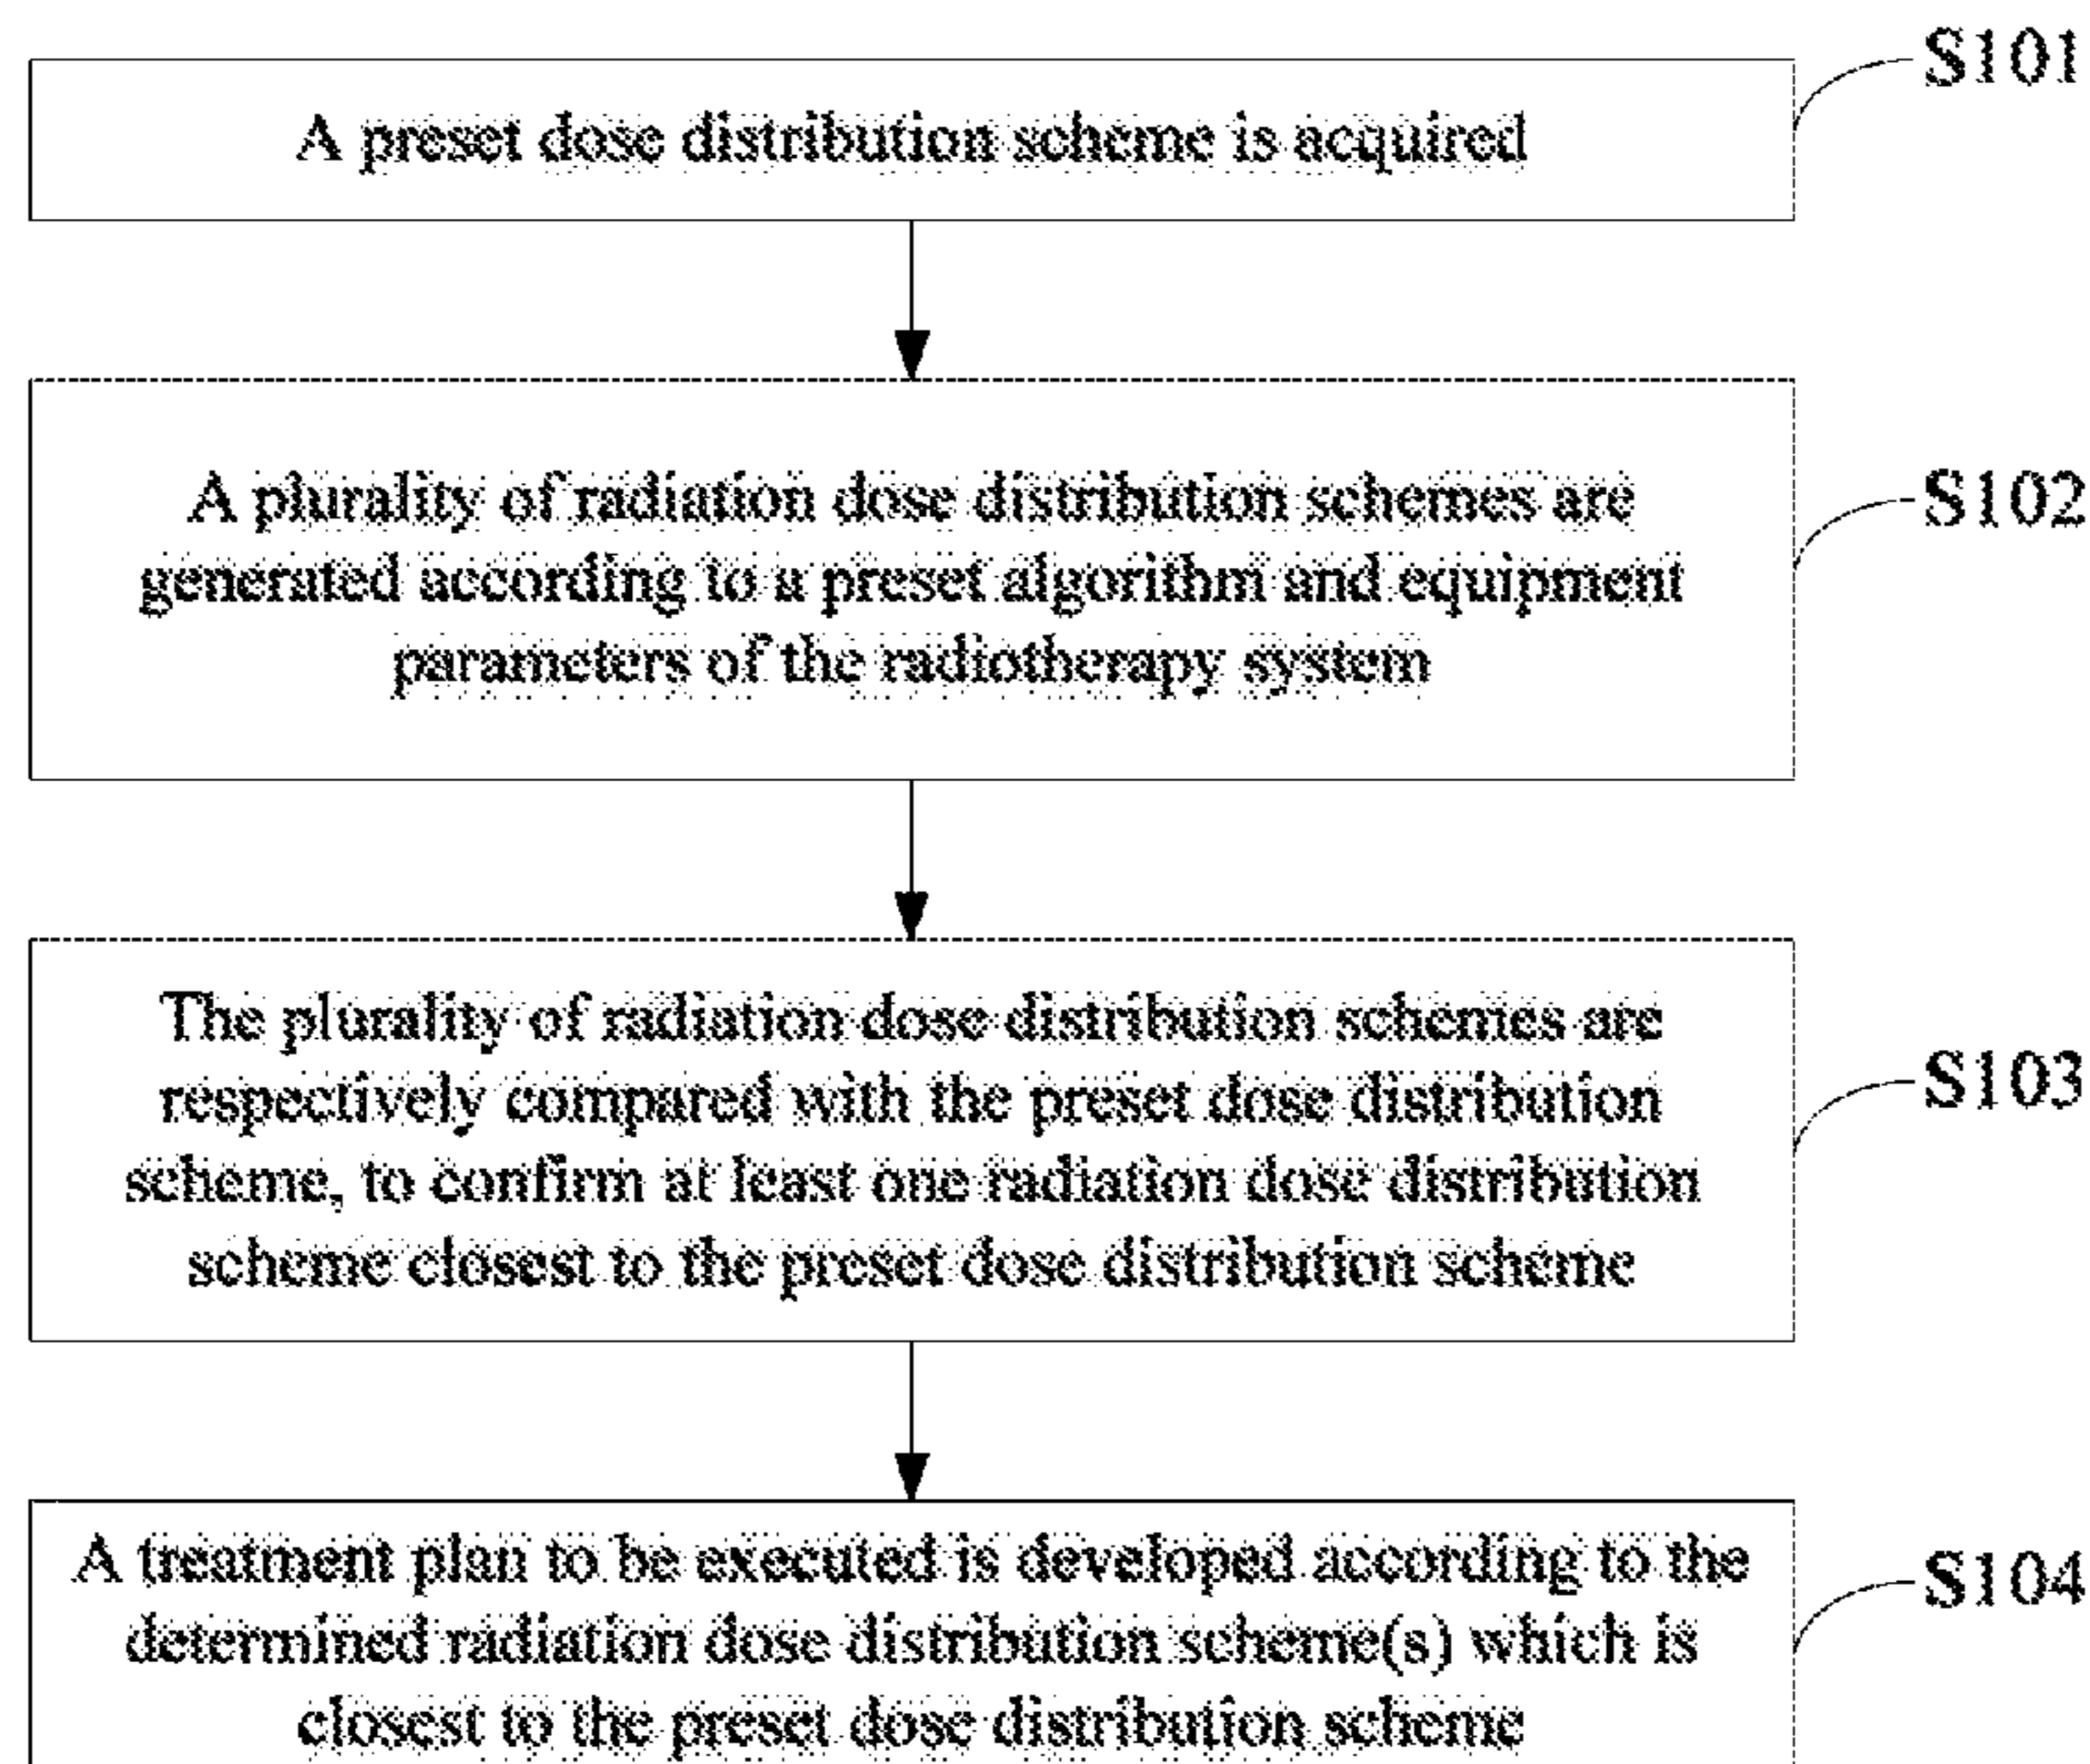 S101
A preset dose distribution scheme is acquired
A plurality of radiation dose distribution schemes are
S102
generated according to a preset algorithm and equipment
parameters of the radiotherapy system
The plurality of radiation dose distribution schemes are
S103
respectively compared with the preset dose distribution
scheme, to confirm at least one radiation dose distribution
scheme closest to the preset dose distribution scheme
A treatment plan to be executed is developed according to the
S104
determined radiation dose distribution scheme(s) which is
closest to the preset dose distribution scheme